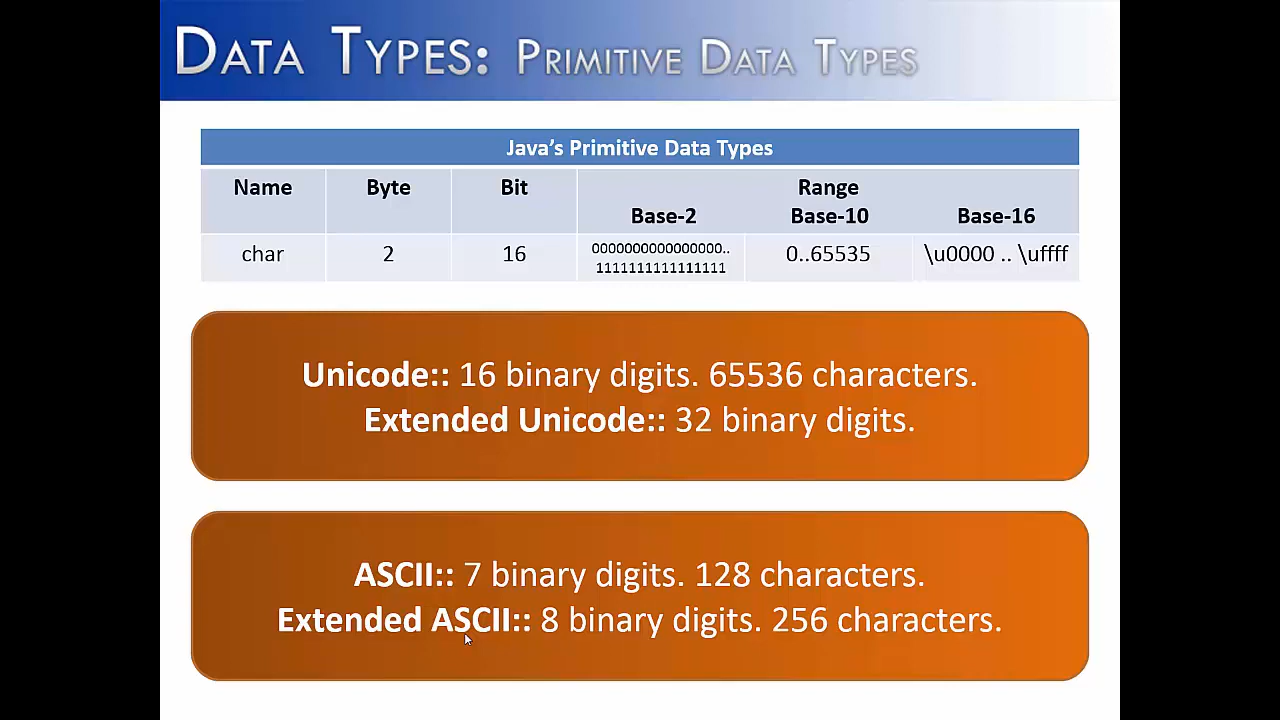 DATA TYPES: PRIMITIVE DATA TYPES
Java's Primitive Data Types
Name Byte Bit Range
Base-2 Base-10 Base-16
char 2 16 0000000000000000.. 0..65535 \u0000 .. \uffff
1111111111111111
Unicode:: 16 binary digits. 65536 characters.
Extended Unicode:: 32 binary digits.
ASCII:: 7 binary digits. 128 characters.
Extended ASCII:: 8 binary digits. 256 characters.